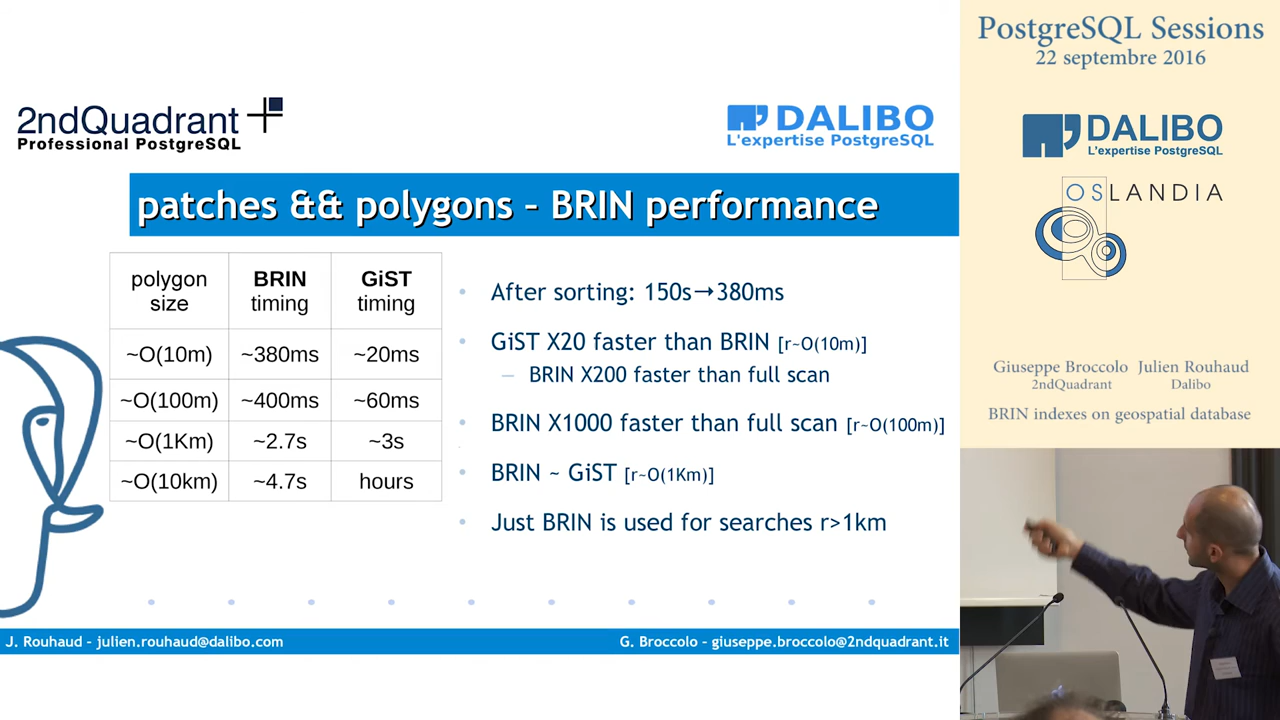 2ndQuadrant
Professional PostgreSQL
DALIBO
L'expertise PostgreSQL
patches && polygons – BRIN performance
polygon size BRIN timing GiST timing
~O(10m) ~380ms ~20ms
~O(100m) ~400ms ~60ms
~O(1Km) ~2.7s ~3s
~O(10km) ~4.7s hours
After sorting: 150s→380ms
GiST X20 faster than BRIN [r~O(10m)]
– BRIN X200 faster than full scan
BRIN X1000 faster than full scan [r~O(100m)]
BRIN ~ GiST [r~O(1Km)]
Just BRIN is used for searches r>1km
J. Rouhaud – julien.rouhaud@dalibo.com
G. Broccolo – giuseppe.broccolo@2ndquadrant.it
PostgreSQL Sessions
22 septembre 2016
DALIBO
L'expertise PostgreSQL
OSLANDIA
Giuseppe Broccolo Julien Rouhaud
2ndQuadrant Dalibo
BRIN indexes on geospatial database